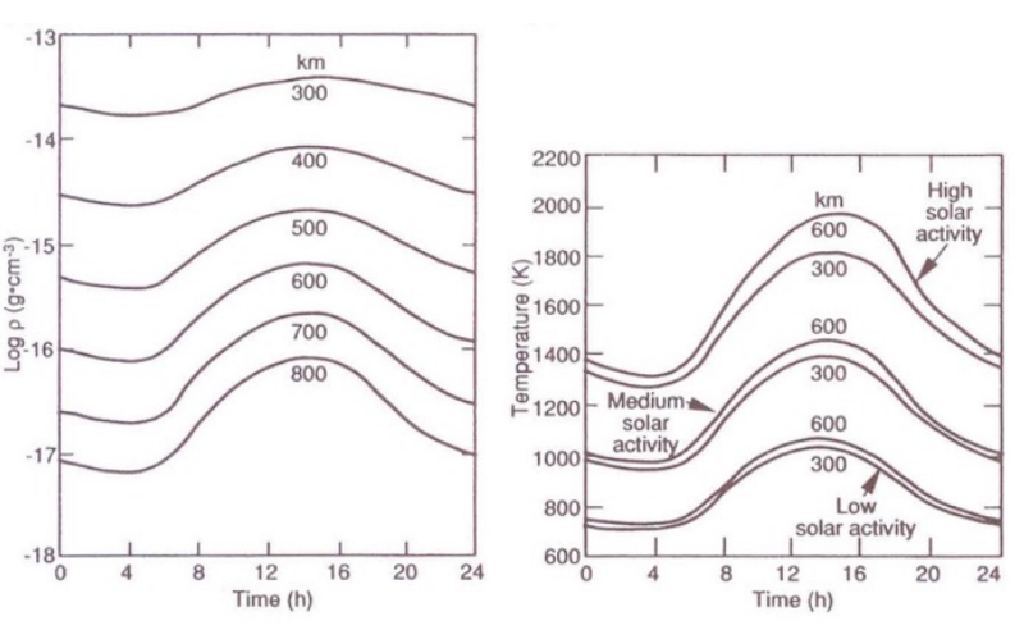 -13
-14
-15
-16
-17
-18
Log ρ (g•cm⁻³)
km
300
400
500
600
700
800
0 4 8 12 16 20 24
Time (h)
2200
2000
1800
1600
1400
1200
1000
800
600
Temperature (K)
km
600
300
600
300
600
300
High
solar
activity
Medium
solar
activity
Low
solar activity
0 4 8 12 16 20 24
Time (h)